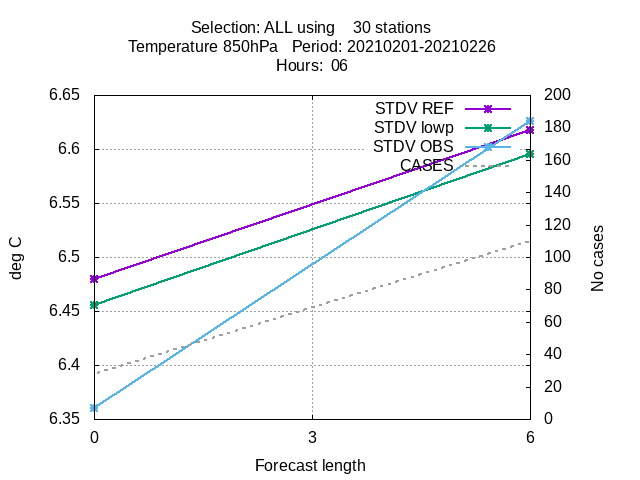 Selection: ALL using    30 stations
Temperature 850hPa   Period: 20210201-20210226
Hours:  06
6.65
6.6
6.55
6.5
6.45
6.4
6.35
200
180
160
140
120
100
80
60
40
20
0
STDV REF
STDV lowp
STDV OBS
CASES
deg C
No cases
0
3
6
Forecast length